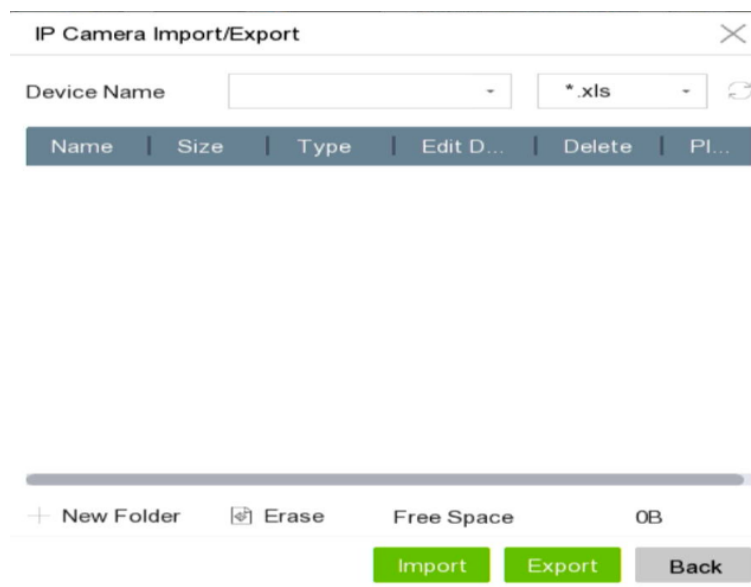 IP Camera Import/Export
Device Name *.xls
Name Size Type Edit D... Delete Pl...
New Folder Erase Free Space 0B
Import Export Back